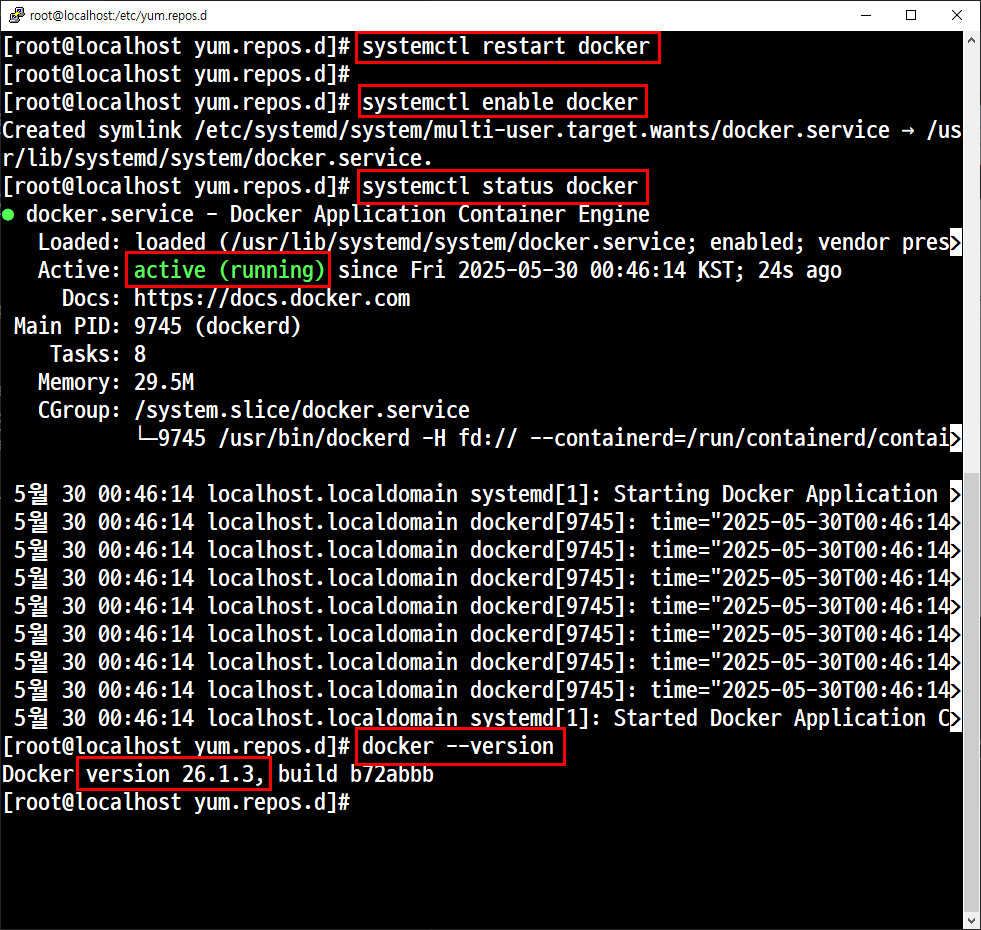 root@localhost:/etc/yum.repos.d
[root@localhost yum.repos.d]# systemctl restart docker
[root@localhost yum.repos.d]#
[root@localhost yum.repos.d]# systemctl enable docker
Created symlink /etc/systemd/system/multi-user.target.wants/docker.service → /us
r/lib/systemd/system/docker.service.
[root@localhost yum.repos.d]# systemctl status docker
● docker.service - Docker Application Container Engine
   Loaded: loaded (/usr/lib/systemd/system/docker.service; enabled; vendor pres>
   Active: active (running) since Fri 2025-05-30 00:46:14 KST; 24s ago
     Docs: https://docs.docker.com
 Main PID: 9745 (dockerd)
    Tasks: 8
   Memory: 29.5M
   CGroup: /system.slice/docker.service
           └─9745 /usr/bin/dockerd -H fd:// --containerd=/run/containerd/contai>
 5월 30 00:46:14 localhost.localdomain systemd[1]: Starting Docker Application >
 5월 30 00:46:14 localhost.localdomain dockerd[9745]: time="2025-05-30T00:46:14>
 5월 30 00:46:14 localhost.localdomain dockerd[9745]: time="2025-05-30T00:46:14>
 5월 30 00:46:14 localhost.localdomain dockerd[9745]: time="2025-05-30T00:46:14>
 5월 30 00:46:14 localhost.localdomain dockerd[9745]: time="2025-05-30T00:46:14>
 5월 30 00:46:14 localhost.localdomain dockerd[9745]: time="2025-05-30T00:46:14>
 5월 30 00:46:14 localhost.localdomain dockerd[9745]: time="2025-05-30T00:46:14>
 5월 30 00:46:14 localhost.localdomain dockerd[9745]: time="2025-05-30T00:46:14>
 5월 30 00:46:14 localhost.localdomain systemd[1]: Started Docker Application C>
[root@localhost yum.repos.d]# docker --version
Docker version 26.1.3, build b72abbb
[root@localhost yum.repos.d]#